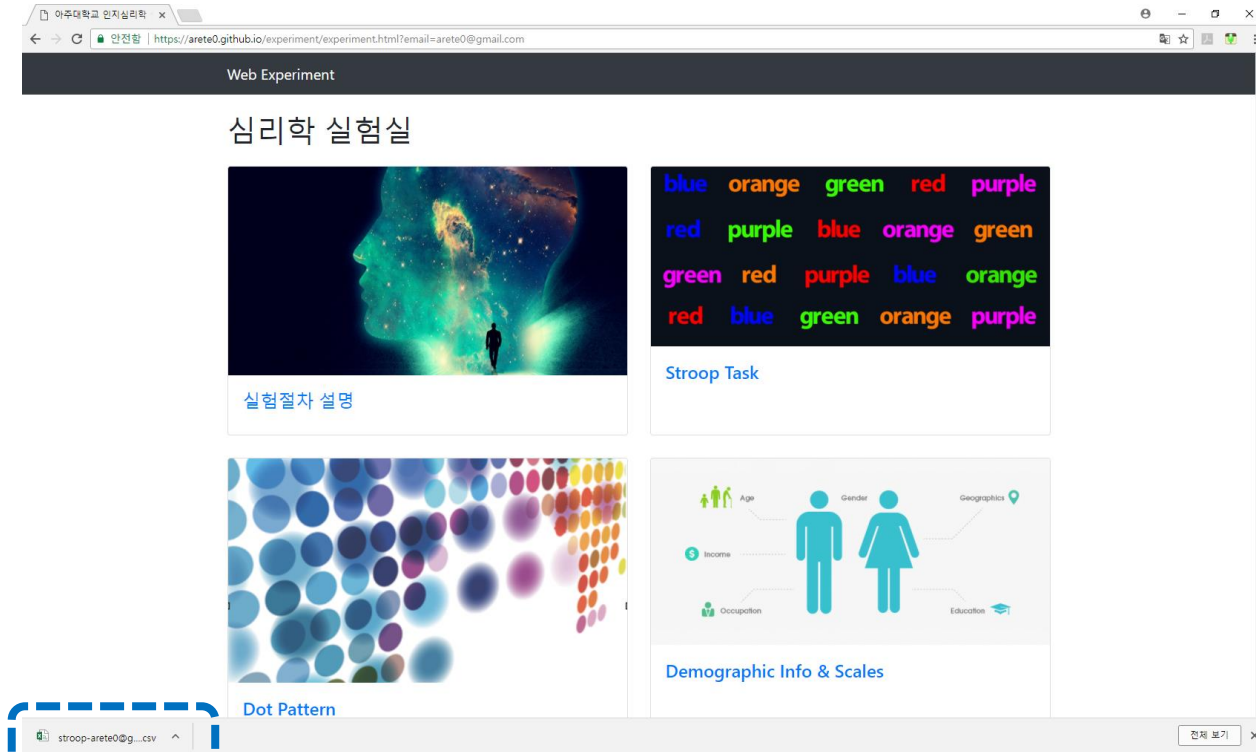 아주대학교 인지심리학
안전함 | https://arete0.github.io/experiment/experiment.html?email=arete0@gmail.com
Web Experiment
심리학 실험실
실험절차 설명
blue orange green red purple
red purple blue orange green
green red purple blue orange
red blue green orange purple
Stroop Task
Dot Pattern
Age
Gender
Geographics
Income
Occupation
Education
Demographic Info & Scales
stroop-arete0@g....csv
전체 보기